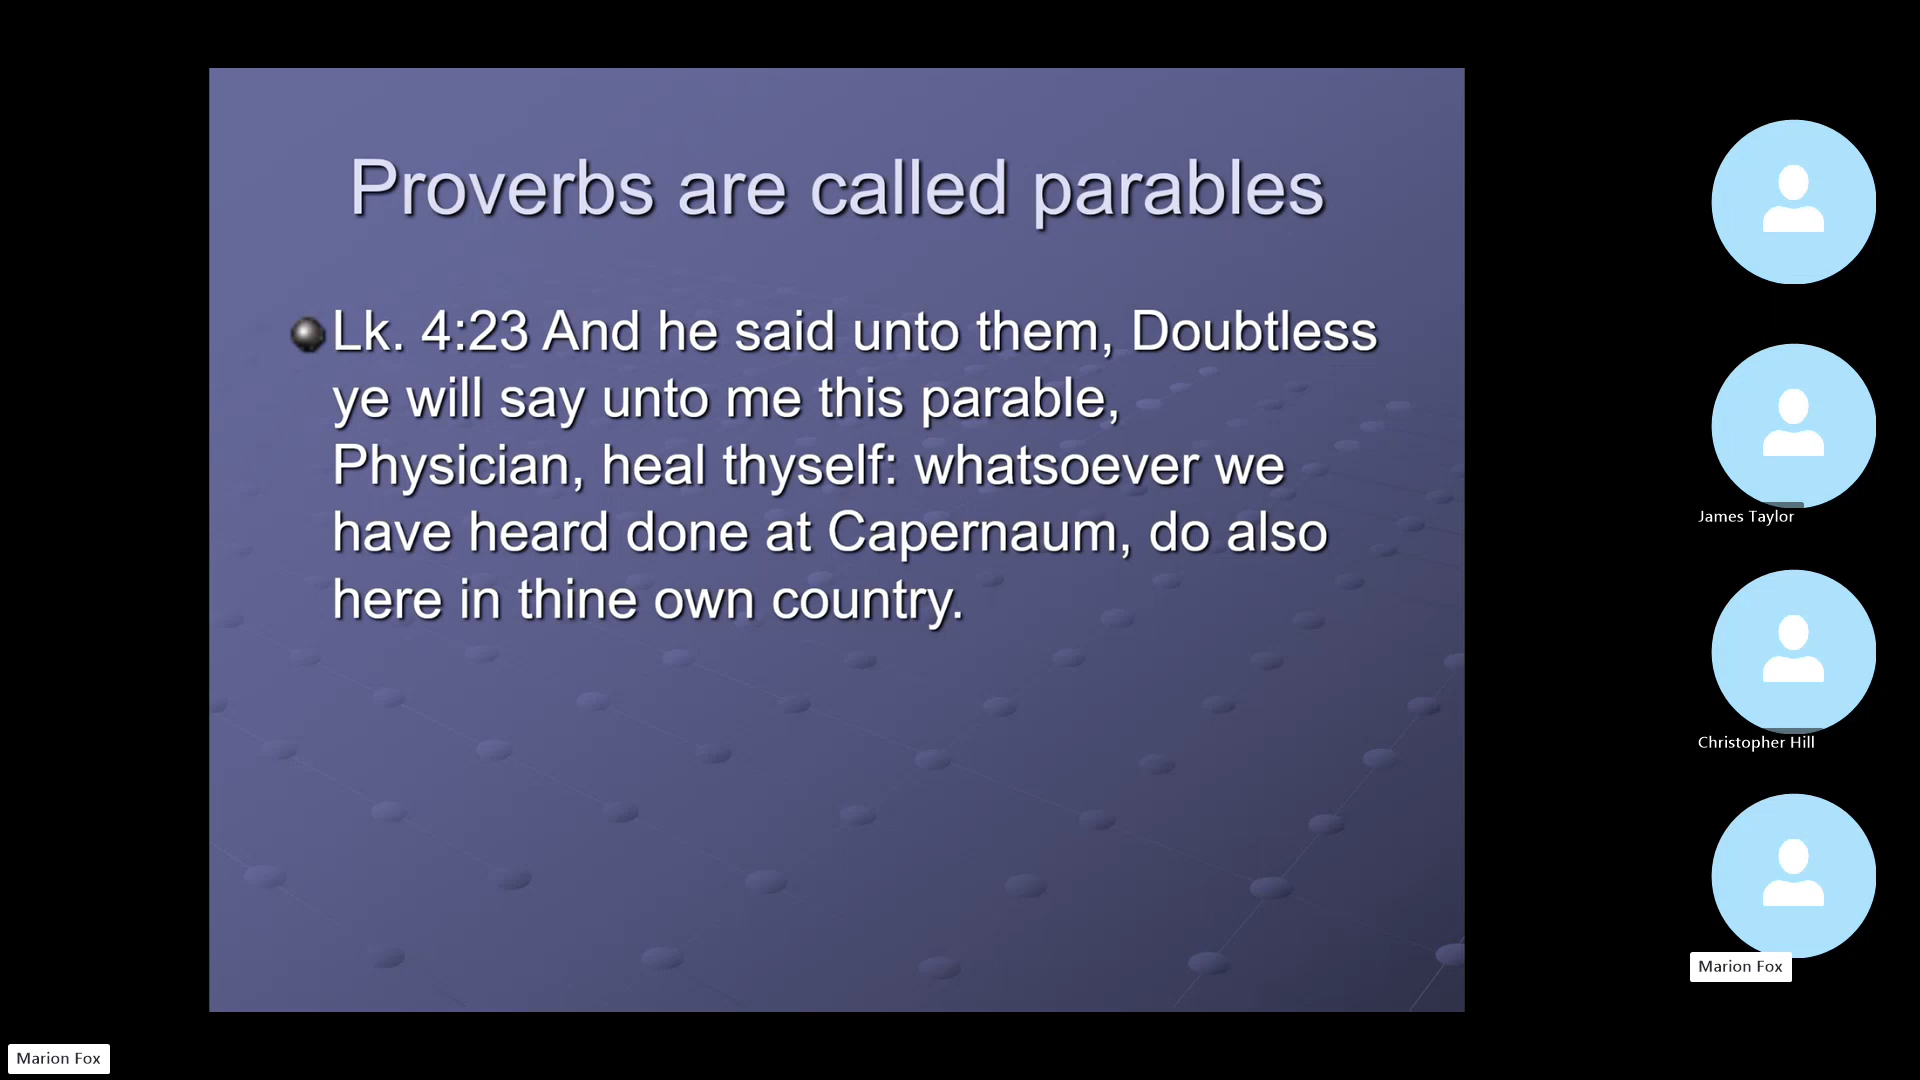 Proverbs are called parables
Lk. 4:23 And he said unto them, Doubtless
ye will say unto me this parable,
Physician, heal thyself: whatsoever we
have heard done at Capernaum, do also
here in thine own country.
James Taylor
Christopher Hill
Marion Fox
Marion Fox